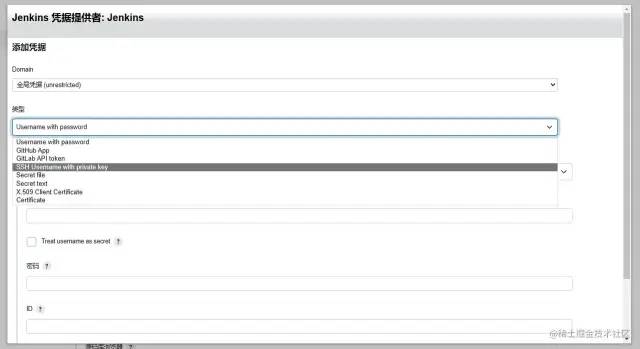 Jenkins 凭据提供者: Jenkins
添加凭据
Domain
全局凭据 (unrestricted)
类型
Username with password
Username with password
GitHub App
GitLab API token
SSH Username with private key
Secret file
Secret text
X.509 Client Certificate
Certificate
Treat username as secret ?
密码 ?
ID ?
@稀土掘金技术社区